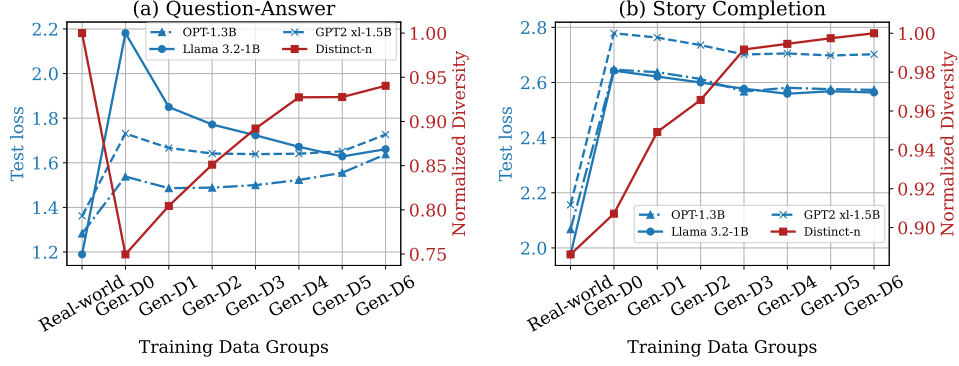 (a) Question-Answer
2.2
2.0
1.8
1.6
1.4
1.2
Test loss
OPT-1.3B
Llama 3.2-1B
GPT2 xl-1.5B
Distinct-n
1.00
0.95
0.90
0.85
0.80
0.75
Normalized Diversity
Real-world
Gen-D0
Gen-D1
Gen-D2
Gen-D3
Gen-D4
Gen-D5
Gen-D6
Training Data Groups
(b) Story Completion
2.8
2.6
2.4
2.2
2.0
Test loss
OPT-1.3B
Llama 3.2-1B
GPT2 xl-1.5B
Distinct-n
1.00
0.98
0.96
0.94
0.92
0.90
Normalized Diversity
Real-world
Gen-D0
Gen-D1
Gen-D2
Gen-D3
Gen-D4
Gen-D5
Gen-D6
Training Data Groups